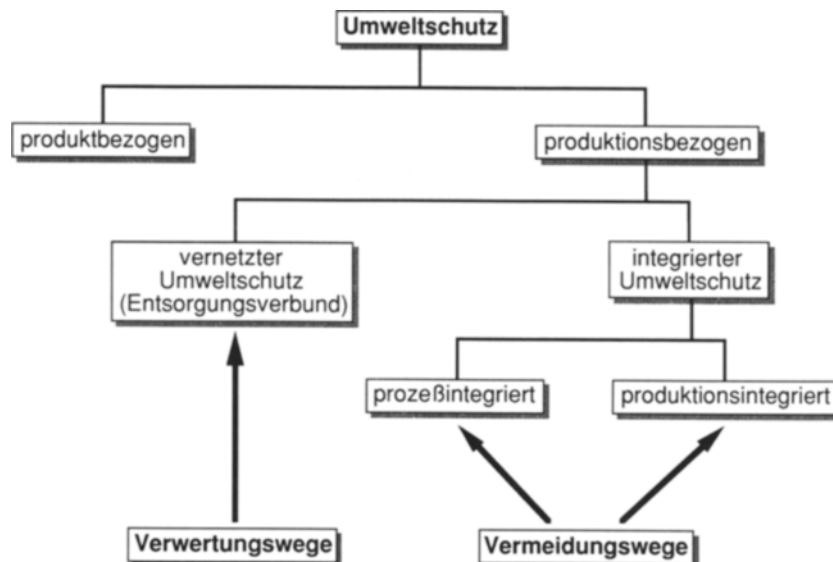 Umweltschutz
produktbezogen
produktionsbezogen
vernetzter
Umweltschutz
(Entsorgungsverbund)
integrierter
Umweltschutz
prozeßintegriert
produktionsintegriert
Verwertungswege
Vermeidungswege